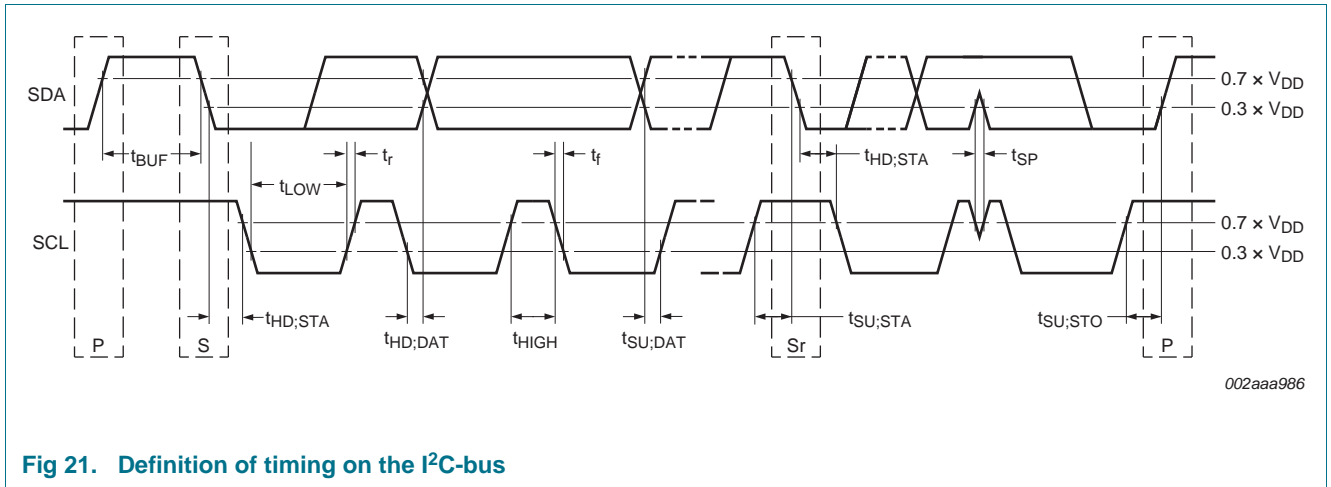 SDA
0.7 × VDD
0.3 × VDD
tBUF
tr
tf
tHD;STA
tSP
tLOW
SCL
0.7 × VDD
0.3 × VDD
tHD;STA
tHD;DAT
tHIGH
tSU;DAT
tSU;STA
tSU;STO
P
S
Sr
P
002aaa986
Fig 21. Definition of timing on the I²C-bus